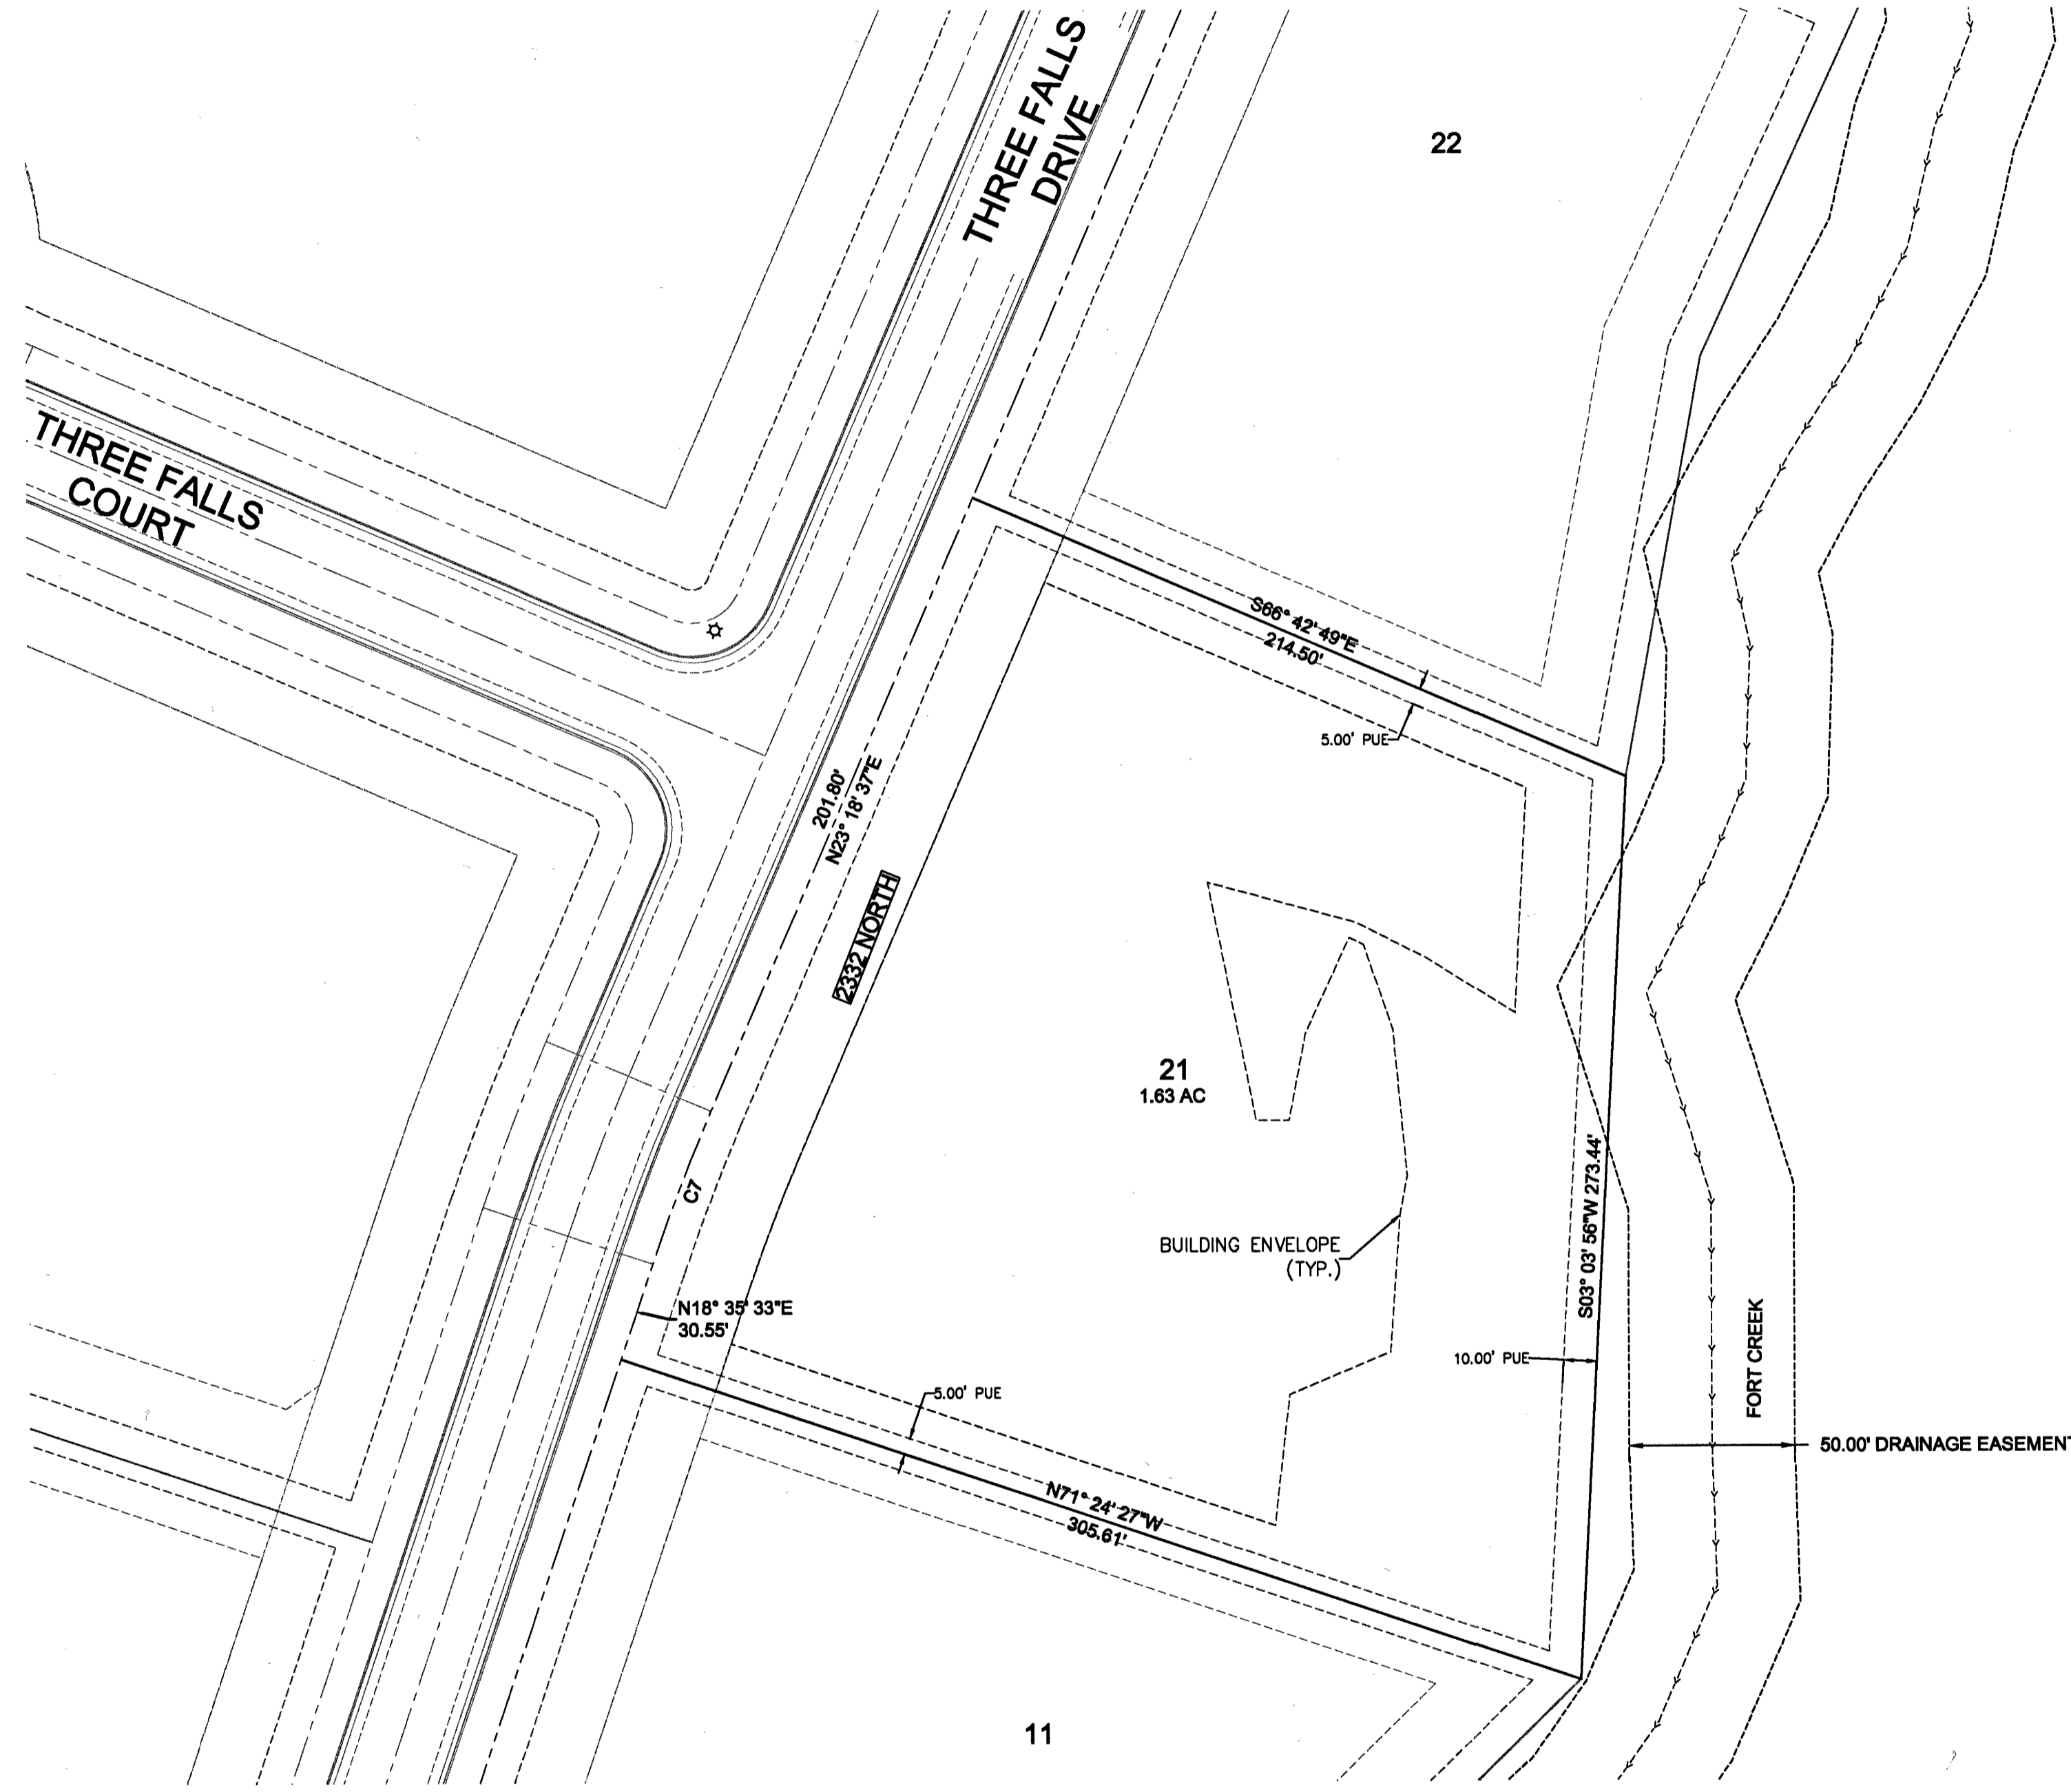 THREE FALLS
DRIVE
22
THREE FALLS
COURT
S66° 42' 49"E
214.50'
5.00' PUE
201.80'
N23° 18' 37"E
2332 NORTH
21
1.63 AC
S03° 03' 56"W 273.44'
C7
BUILDING ENVELOPE
(TYP.)
N18° 35' 33"E
30.55'
10.00' PUE
FORT CREEK
5.00' PUE
50.00' DRAINAGE EASEMENT
N71° 24' 27"W
305.61'
11